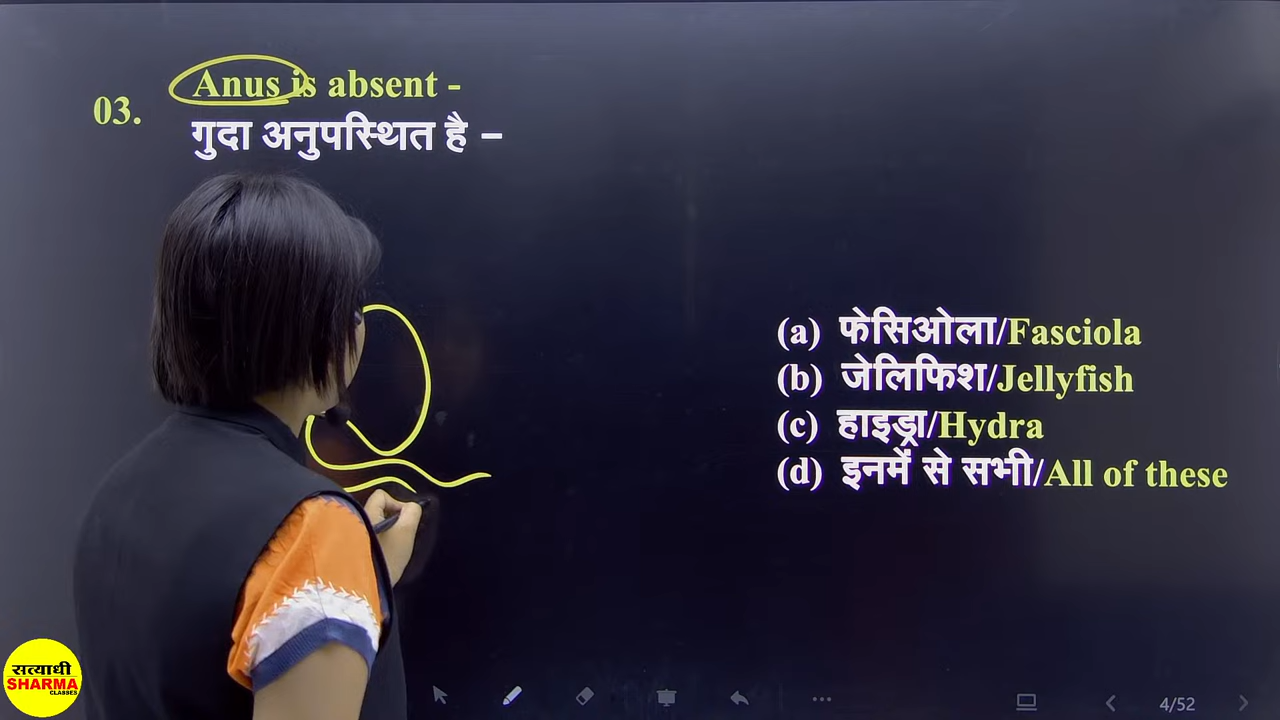 03.
Anus is absent -
गुदा अनुपस्थित है –
(a) फेसिओला/Fasciola
(b) जेलिफिश/Jellyfish
(c) हाइड्रा/Hydra
(d) इनमें से सभी/All of these
सत्याधी
SHARMA
CLASSES
4/52